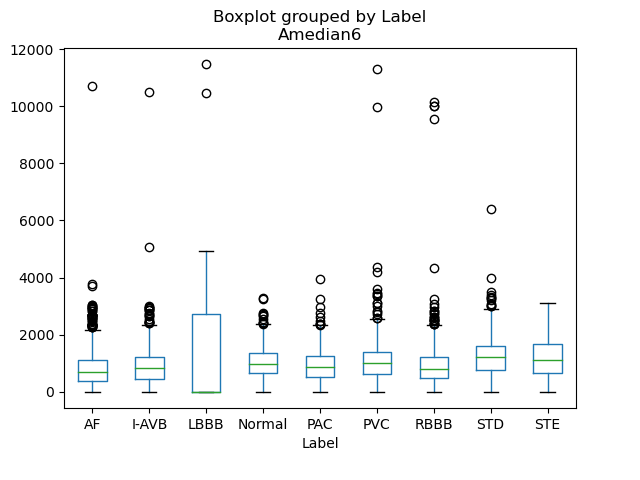 Boxplot grouped by Label
Amedian6
12000
10000
8000
6000
4000
2000
0
AF I-AVB LBBB Normal PAC PVC RBBB STD STE
Label